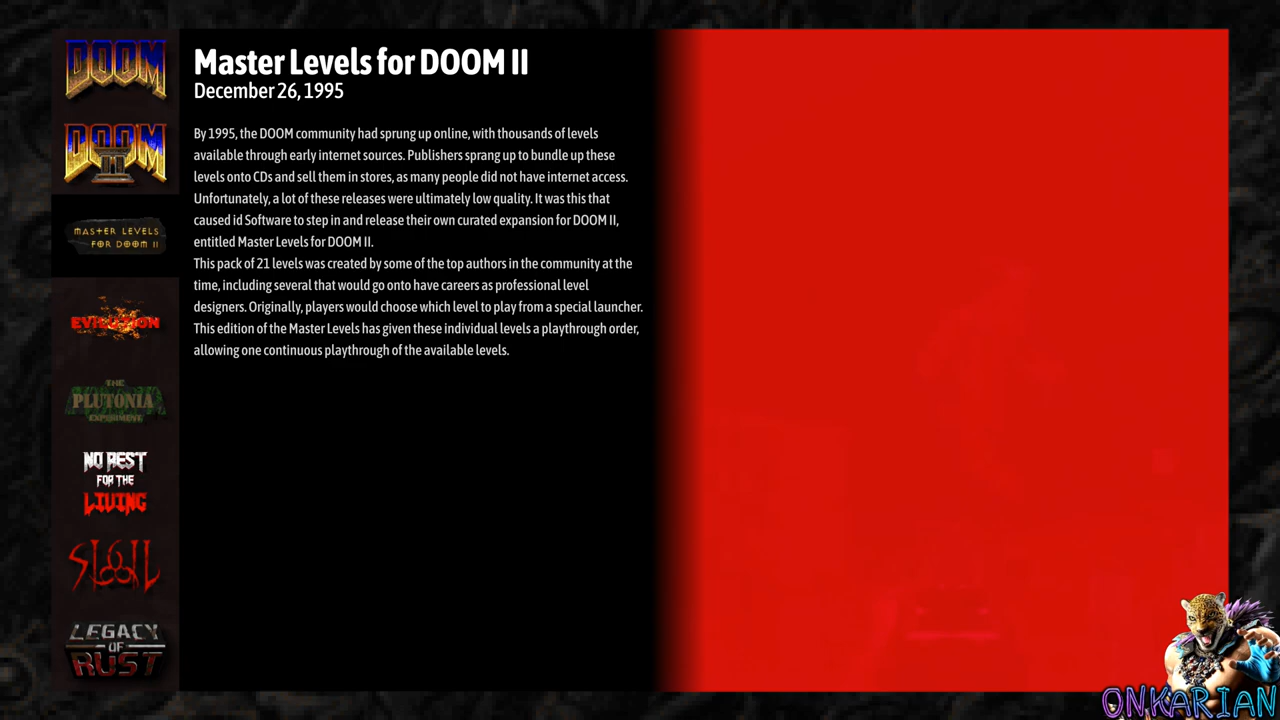 DOOM
DOOM II
MASTER LEVELS
FOR DOOM II
EVILUTION
THE
PLUTONIA
EXPERIMENT
NO REST
FOR THE
LIVING
SIGIL
LEGACY
OF
RUST
Master Levels for DOOM II
December 26, 1995
By 1995, the DOOM community had sprung up online, with thousands of levels
available through early internet sources. Publishers sprang up to bundle up these
levels onto CDs and sell them in stores, as many people did not have internet access.
Unfortunately, a lot of these releases were ultimately low quality. It was this that
caused id Software to step in and release their own curated expansion for DOOM II,
entitled Master Levels for DOOM II.
This pack of 21 levels was created by some of the top authors in the community at the
time, including several that would go onto have careers as professional level
designers. Originally, players would choose which level to play from a special launcher.
This edition of the Master Levels has given these individual levels a playthrough order,
allowing one continuous playthrough of the available levels.
ONKARIAN